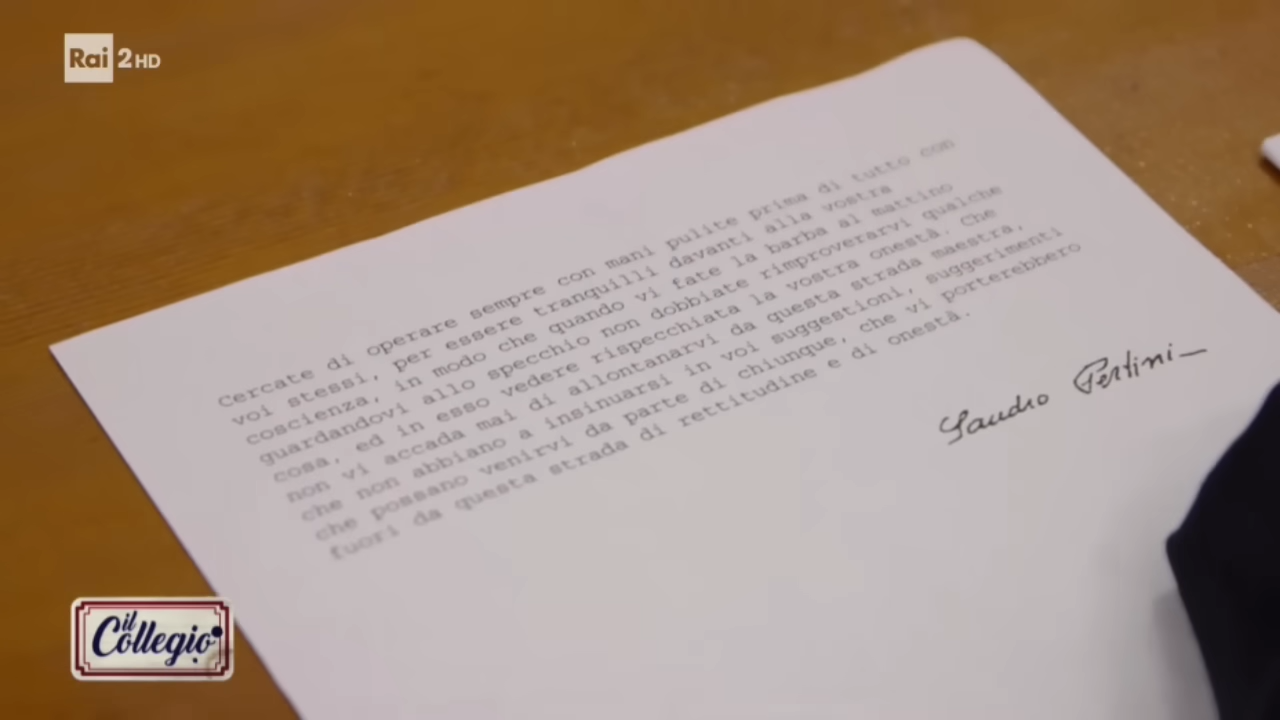 Rai 2HD
Cercate di operare sempre con mani pulite prima di tutto con
voi stessi, per essere tranquilli davanti alla vostra
coscienza, in modo che quando vi fate la barba al mattino
guardandovi allo specchio non dobbiate rimproverarvi qualche
cosa, ed in esso vedere rispecchiata la vostra onestà. Che
non vi accada mai di allontanarvi da questa strada maestra,
che non abbiano a insinuarsi in voi suggestioni, suggerimenti
che possano venirvi da parte di chiunque, che vi porterebbero
fuori da questa strada di rettitudine e di onestà.
Sandro Pertini
il
Collegio